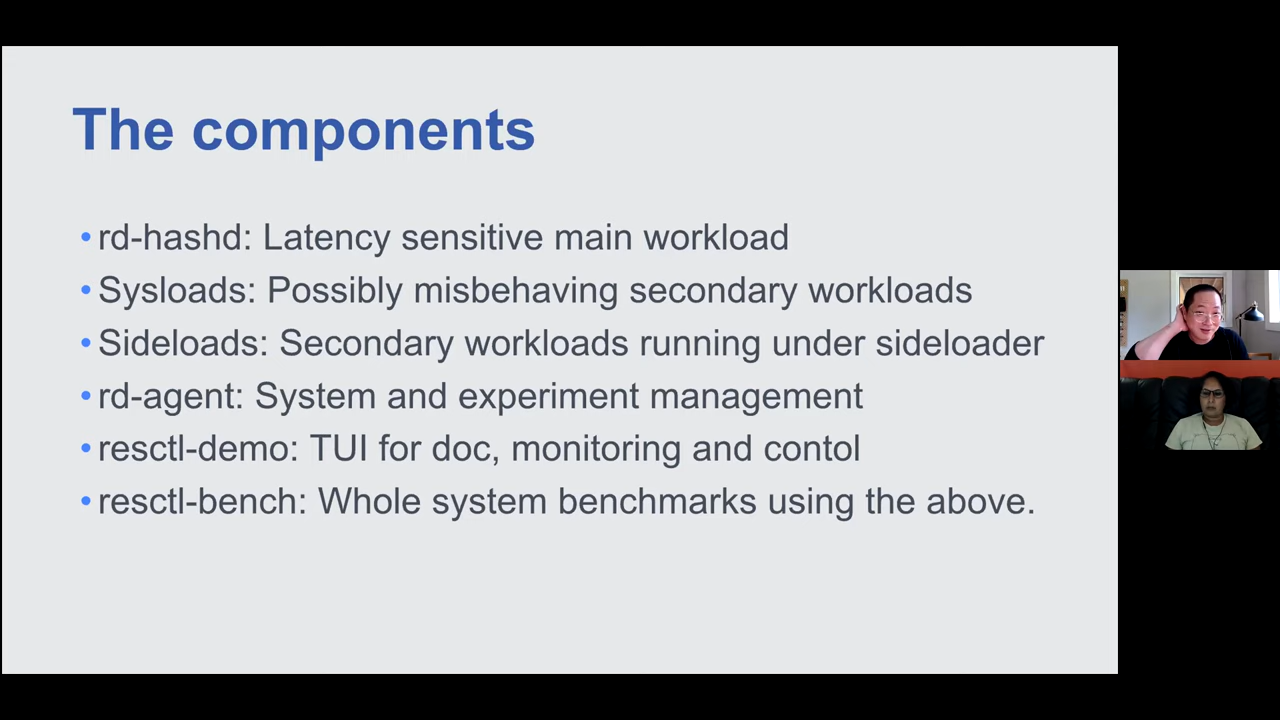 The components
•rd-hashd: Latency sensitive main workload
•Sysloads: Possibly misbehaving secondary workloads
•Sideloads: Secondary workloads running under sideloader
•rd-agent: System and experiment management
•resctl-demo: TUI for doc, monitoring and contol
•resctl-bench: Whole system benchmarks using the above.